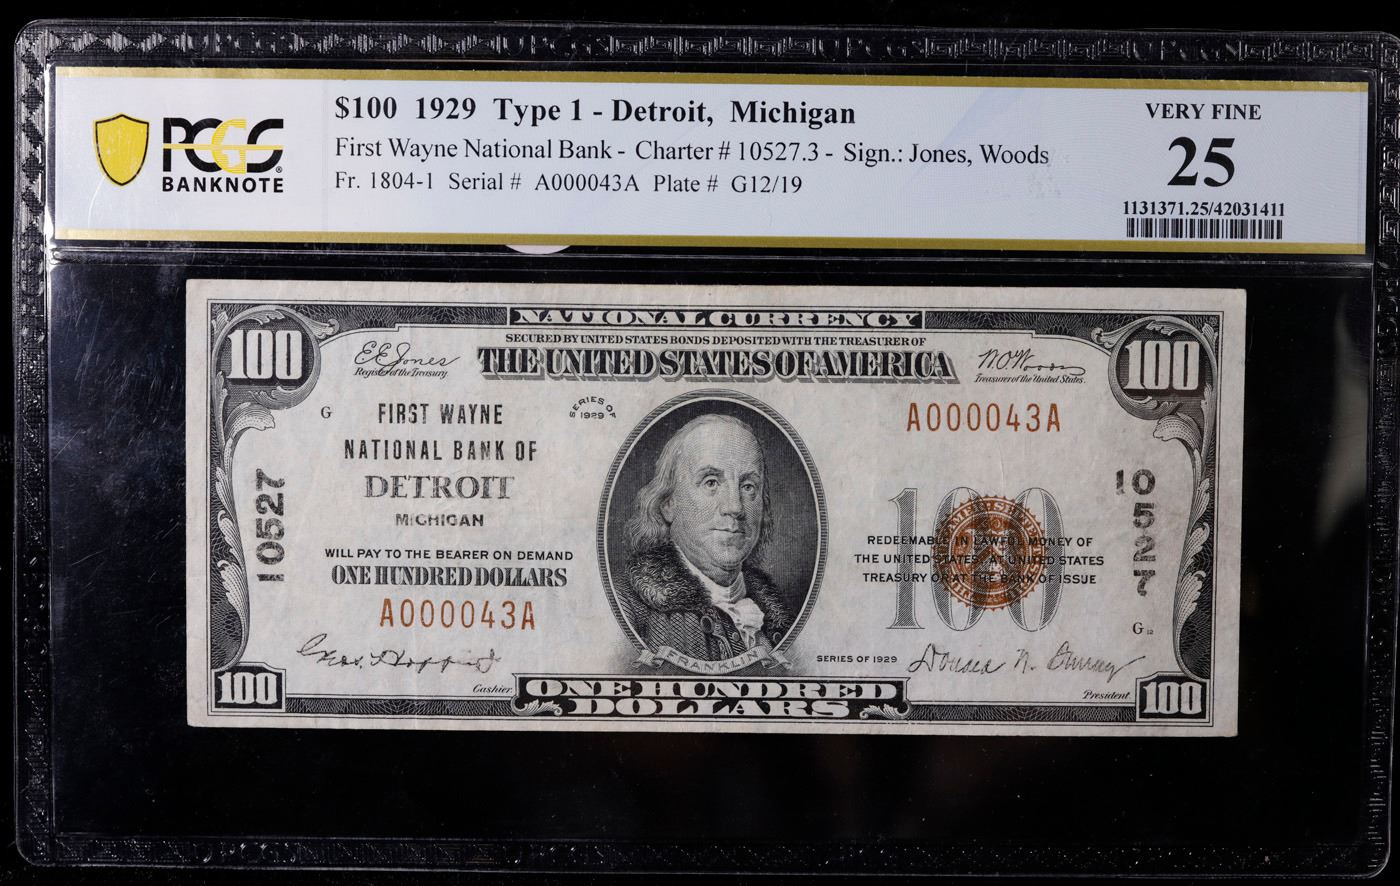 PCGS
BANKNOTE
$100 1929 Type 1 - Detroit, Michigan
First Wayne National Bank - Charter # 10527.3 - Sign.: Jones, Woods
Fr. 1804-1 Serial # A000043A Plate # G12/19
VERY FINE
25
1131371.25/42031411
NATIONAL CURRENCY
SECURED BY UNITED STATES BONDS DEPOSITED WITH THE TREASURER OF
THE UNITED STATES OF AMERICA
100
100
E.E. Jones
Register of the Treasury.
W.O. Woods
Treasurer of the United States.
G
FIRST WAYNE
NATIONAL BANK OF
DETROIT
MICHIGAN
SERIES OF
1929
A000043A
10527
10527
WILL PAY TO THE BEARER ON DEMAND
ONE HUNDRED DOLLARS
A000043A
100
REDEEMABLE IN LAWFUL MONEY OF
THE UNITED STATES AT UNITED STATES
TREASURY OR AT THE BANK OF ISSUE
G12
FRANKLIN
SERIES OF 1929
Cashier.
President.
100
ONE HUNDRED
DOLLARS
100